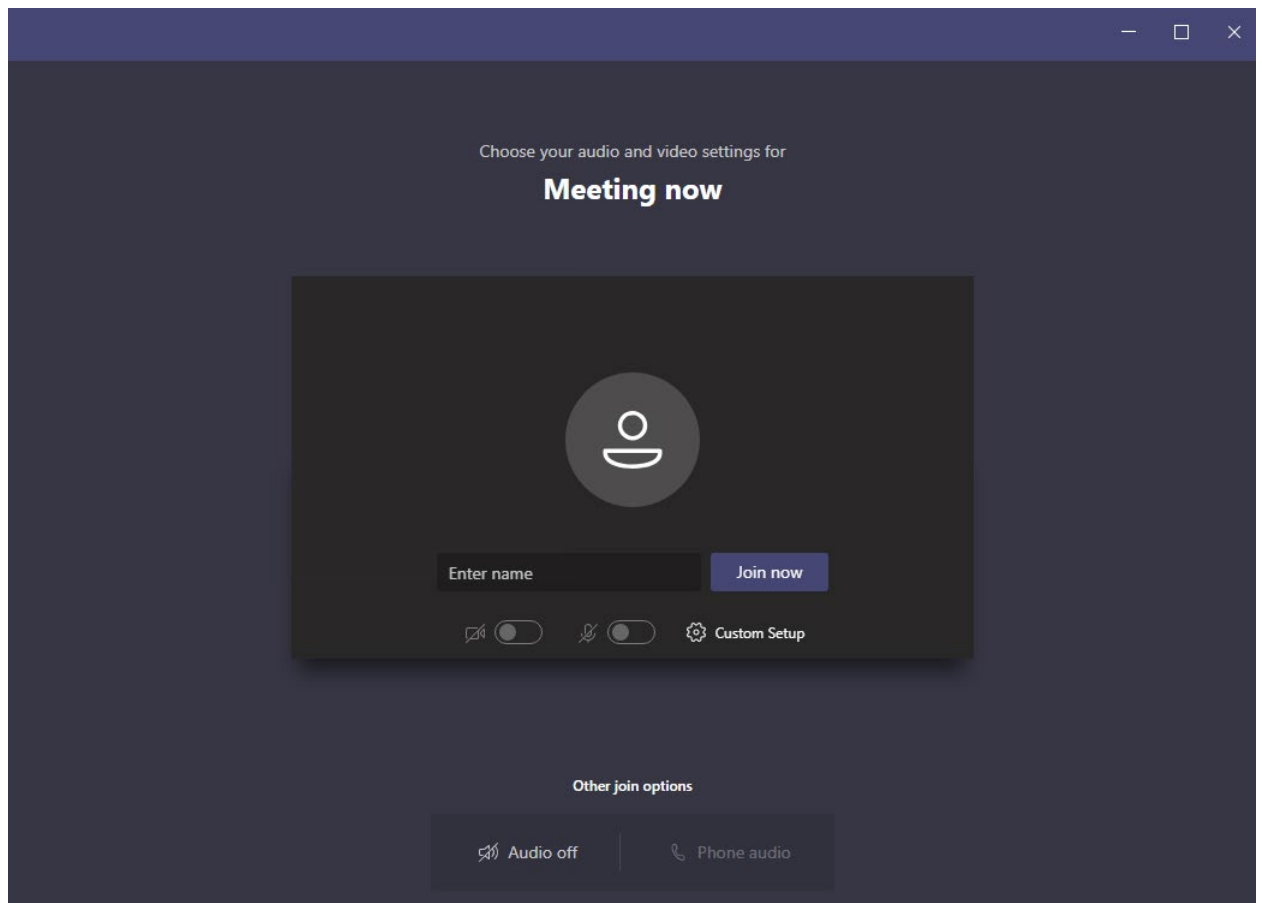 Choose your audio and video settings for
Meeting now
Enter name
Join now
Custom Setup
Other join options
Audio off
Phone audio